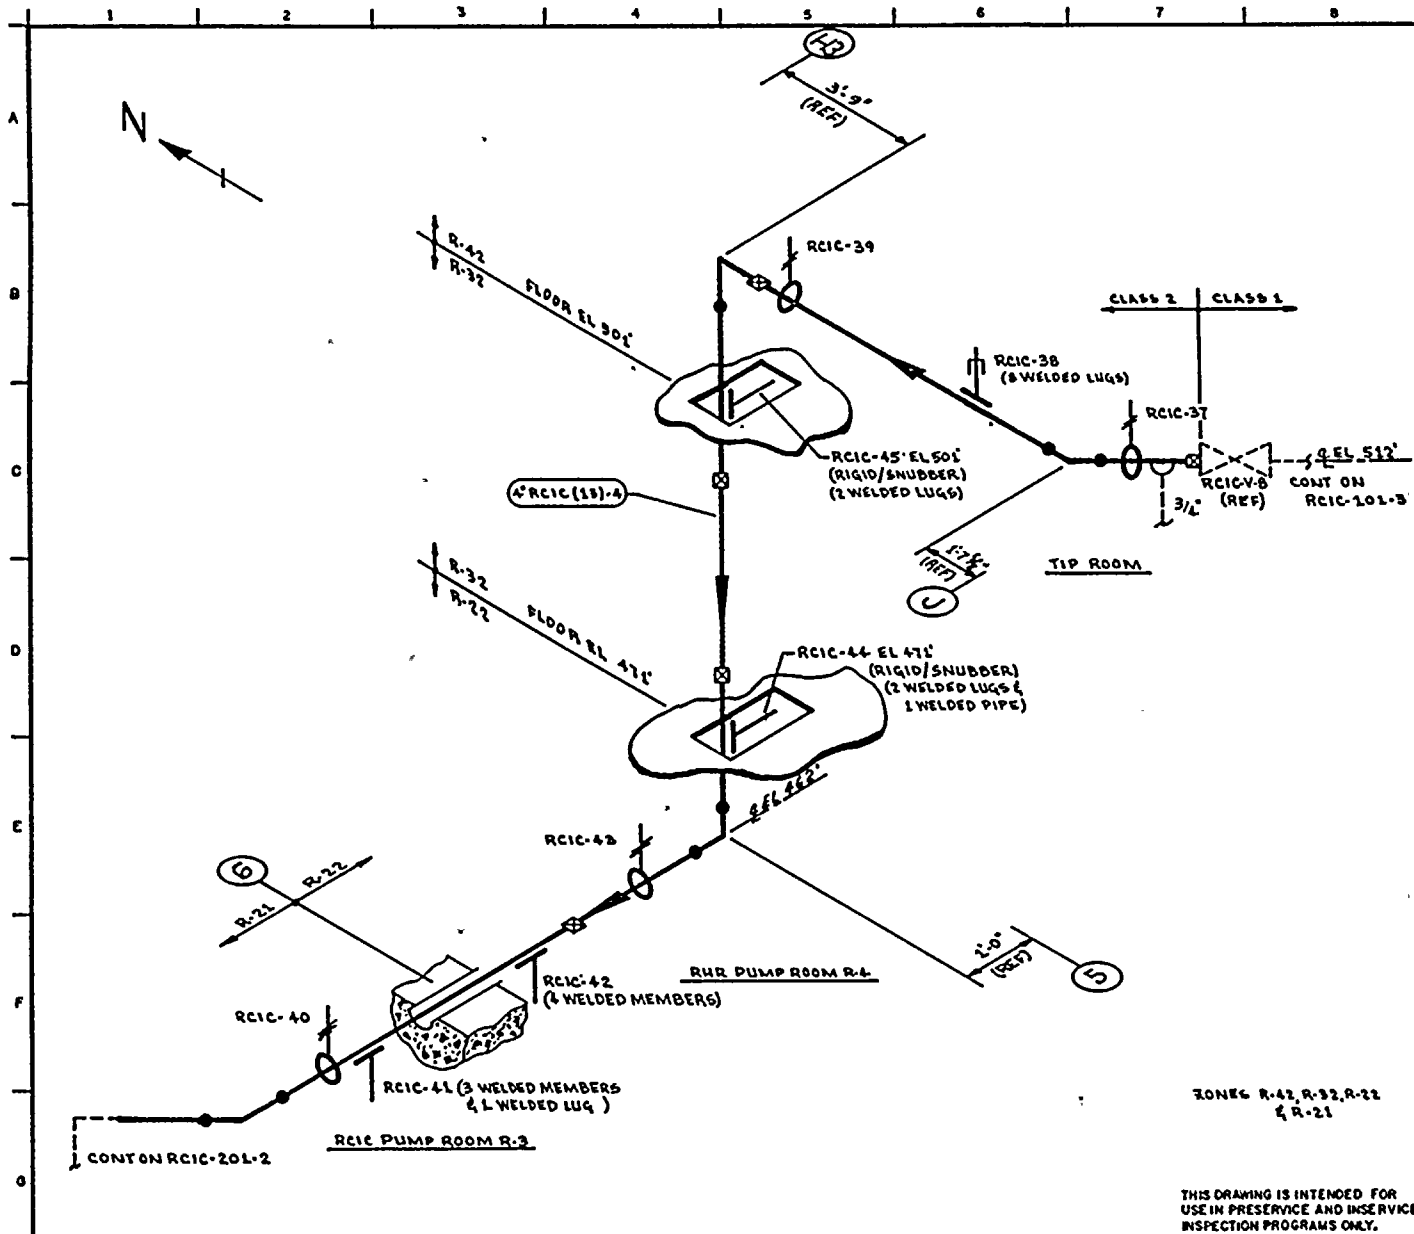 1 2 3 4 5 6 7 8
A
B
C
D
E
F
G
N
H3
3'-9"
(REF)
R-42
R-32
FLOOR EL 501'
RCIC-39
CLASS 2
CLASS 1
RCIC-38
(8 WELDED LUGS)
RCIC-37
RCIC-45 EL 501'
(RIGID/SNUBBER)
(2 WELDED LUGS)
4" RCIC (13)-4
℄ EL 512'
RCIC-V-8
(REF)
CONT ON
RCIC-101-3
3/4"
(REF)
J
TIP ROOM
R-32
R-22
FLOOR EL 471'
RCIC-44 EL 471'
(RIGID/SNUBBER)
(2 WELDED LUGS &
1 WELDED PIPE)
℄ EL 462'
RCIC-43
6
R-22
R-21
2'-0"
(REF)
5
RHR PUMP ROOM R-4
RCIC-42
(4 WELDED MEMBERS)
RCIC-40
RCIC-41 (3 WELDED MEMBERS
& 1 WELDED LUG )
RCIC PUMP ROOM R-3
CONT ON RCIC-201-2
ZONES R-42, R-32, R-22
& R-21
THIS DRAWING IS INTENDED FOR
USE IN PRESERVICE AND INSERVICE
INSPECTION PROGRAMS ONLY.